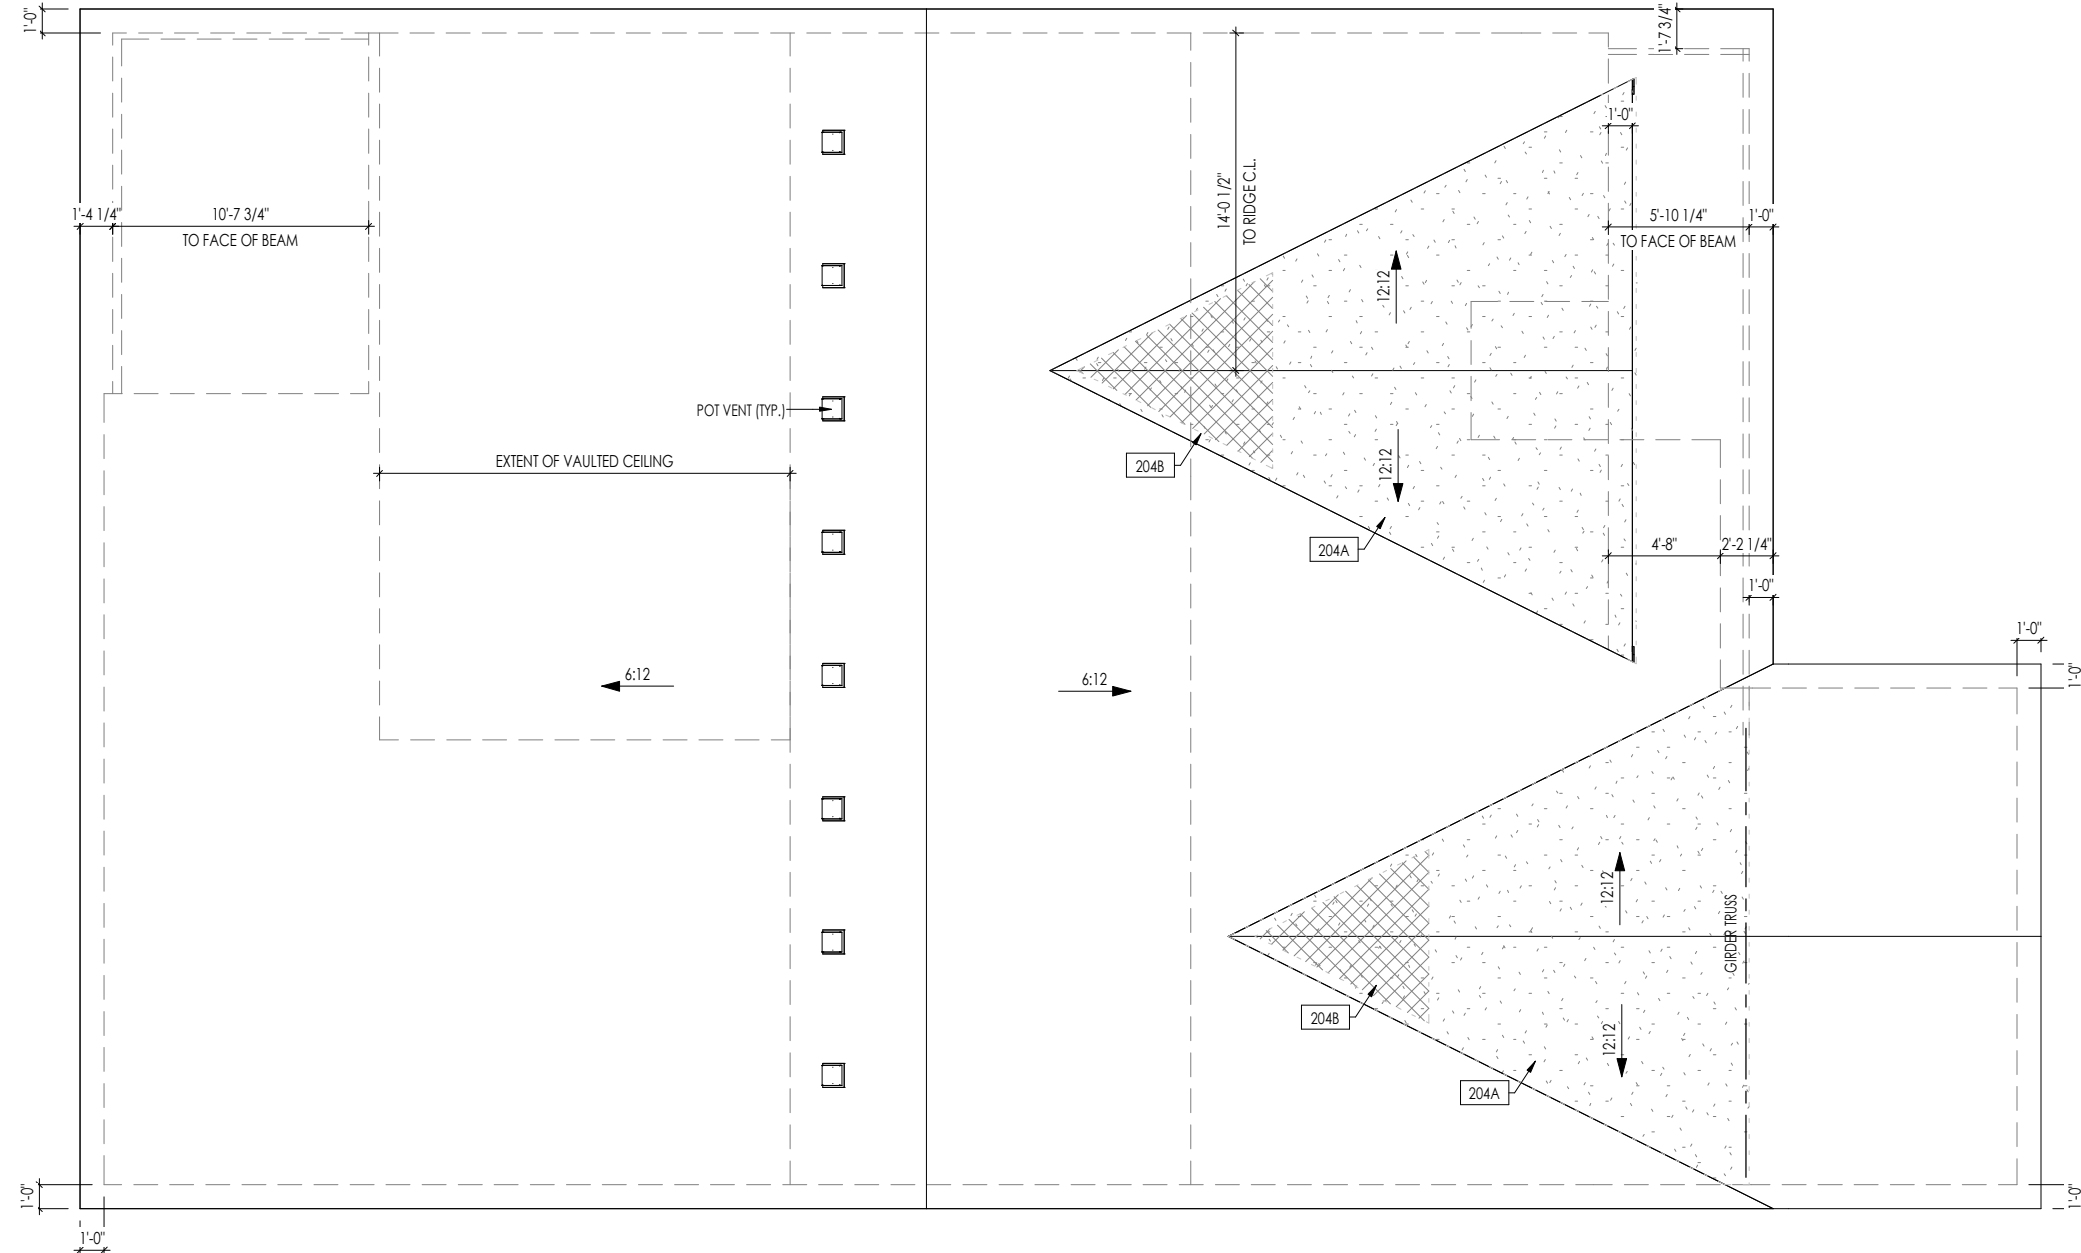 1'-0"
1'-7 3/4"
1'-0"
14'-0 1/2"
TO RIDGE C.L.
1'-4 1/4"
10'-7 3/4"
TO FACE OF BEAM
5'-10 1/4"
1'-0"
TO FACE OF BEAM
12:12
POT VENT (TYP.)
EXTENT OF VAULTED CEILING
204B
12:12
204A
4'-8"
2'-2 1/4"
1'-0"
1'-0"
1'-0"
6:12
6:12
12:12
GIRDER TRUSS
204B
12:12
204A
1'-0"
1'-0"
1'-0"